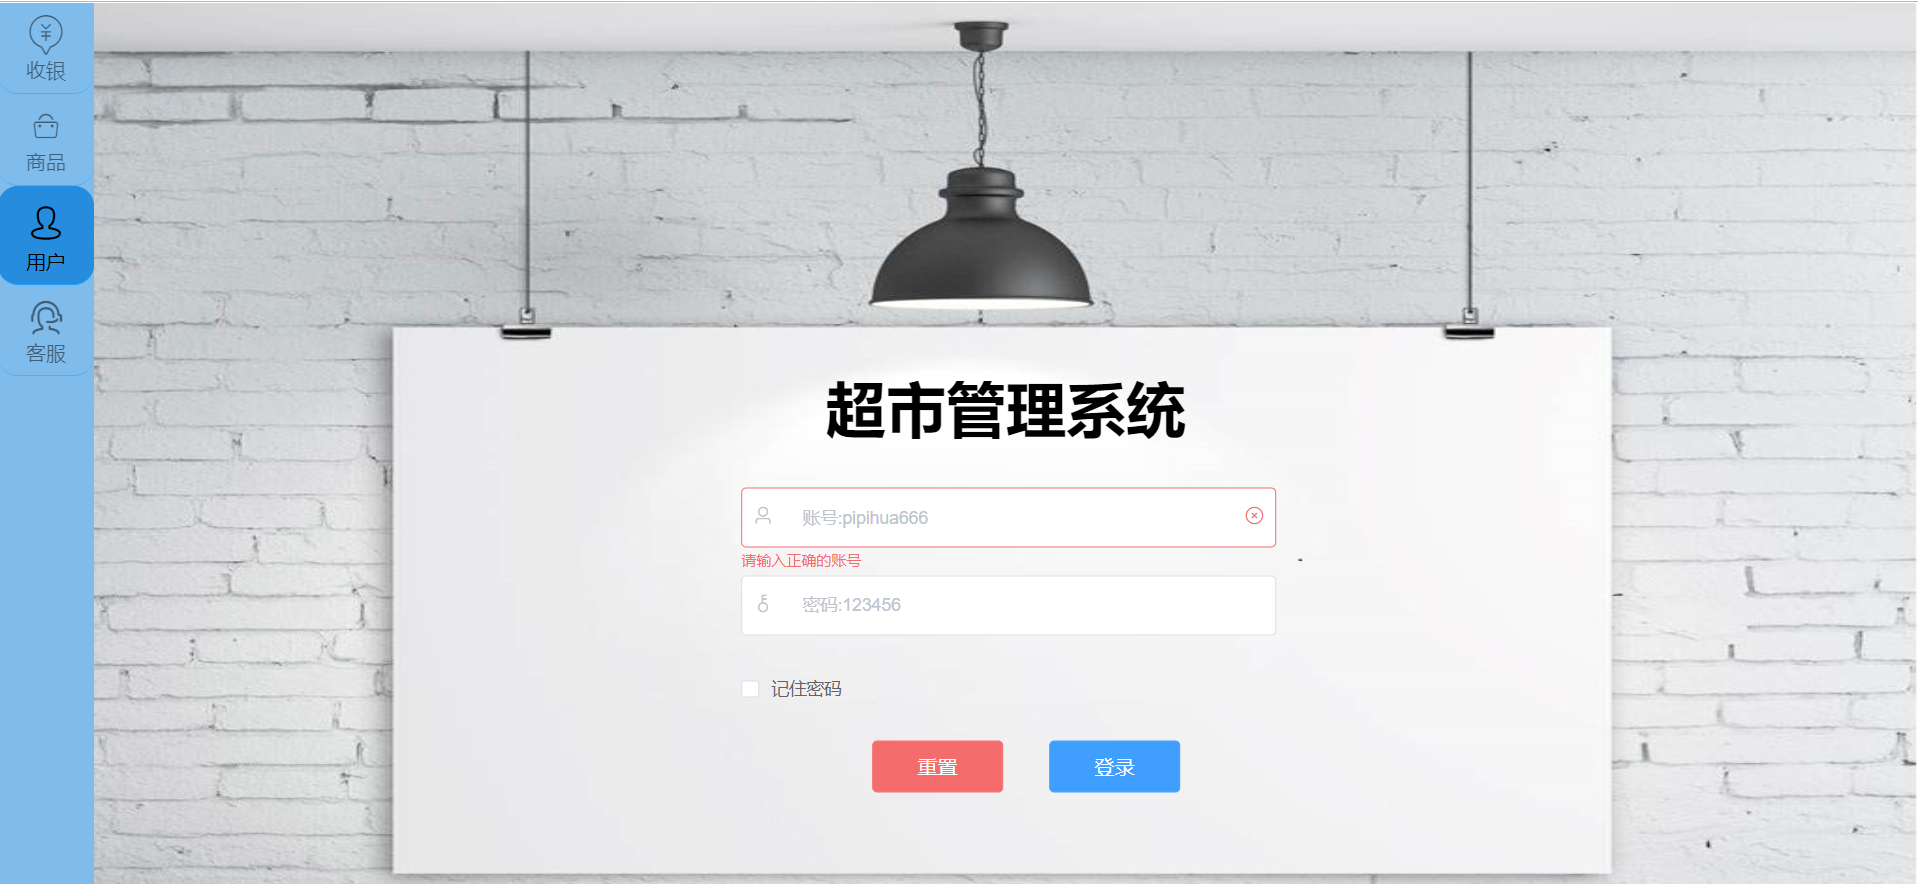 收银
商品
用户
客服
超市管理系统
账号:pipihua666
请输入正确的账号
密码:123456
记住密码
重置
登录